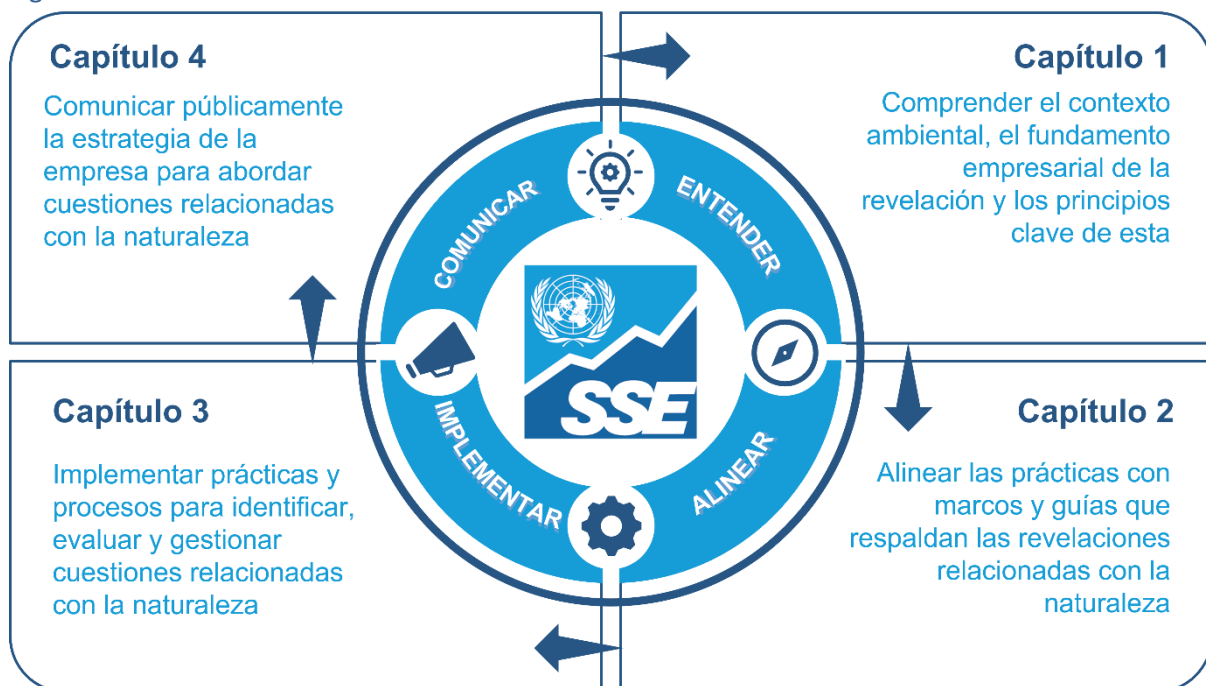 Capítulo 4
Comunicar públicamente
la estrategia de la
empresa para abordar
cuestiones relacionadas
con la naturaleza
Capítulo 1
Comprender el contexto
ambiental, el fundamento
empresarial de la
revelación y los principios
clave de esta
COMUNICAR
ENTENDER
SSE
IMPLEMENTAR
ALINEAR
Capítulo 3
Implementar prácticas y
procesos para identificar,
evaluar y gestionar
cuestiones relacionadas
con la naturaleza
Capítulo 2
Alinear las prácticas con
marcos y guías que
respaldan las revelaciones
relacionadas con la
naturaleza